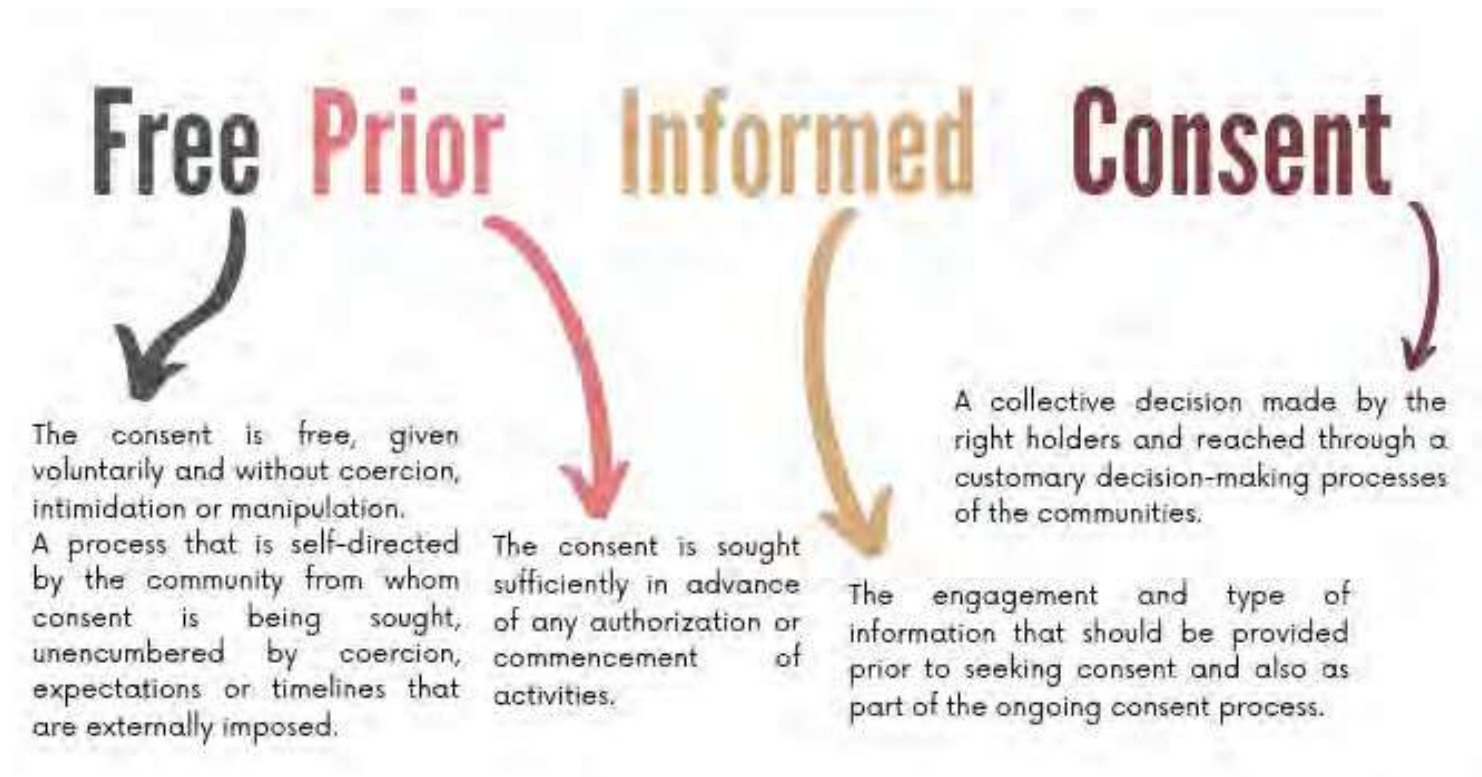 Free Prior Informed Consent
The consent is free, given
voluntarily and without coercion,
intimidation or manipulation.
A process that is self-directed
by the community from whom
consent is being sought,
unencumbered by coercion,
expectations or timelines that
are externally imposed.
The consent is sought
sufficiently in advance
of any authorization or
commencement of
activities.
The engagement and type of
information that should be provided
prior to seeking consent and also as
part of the ongoing consent process.
A collective decision made by the
right holders and reached through a
customary decision-making processes
of the communities.